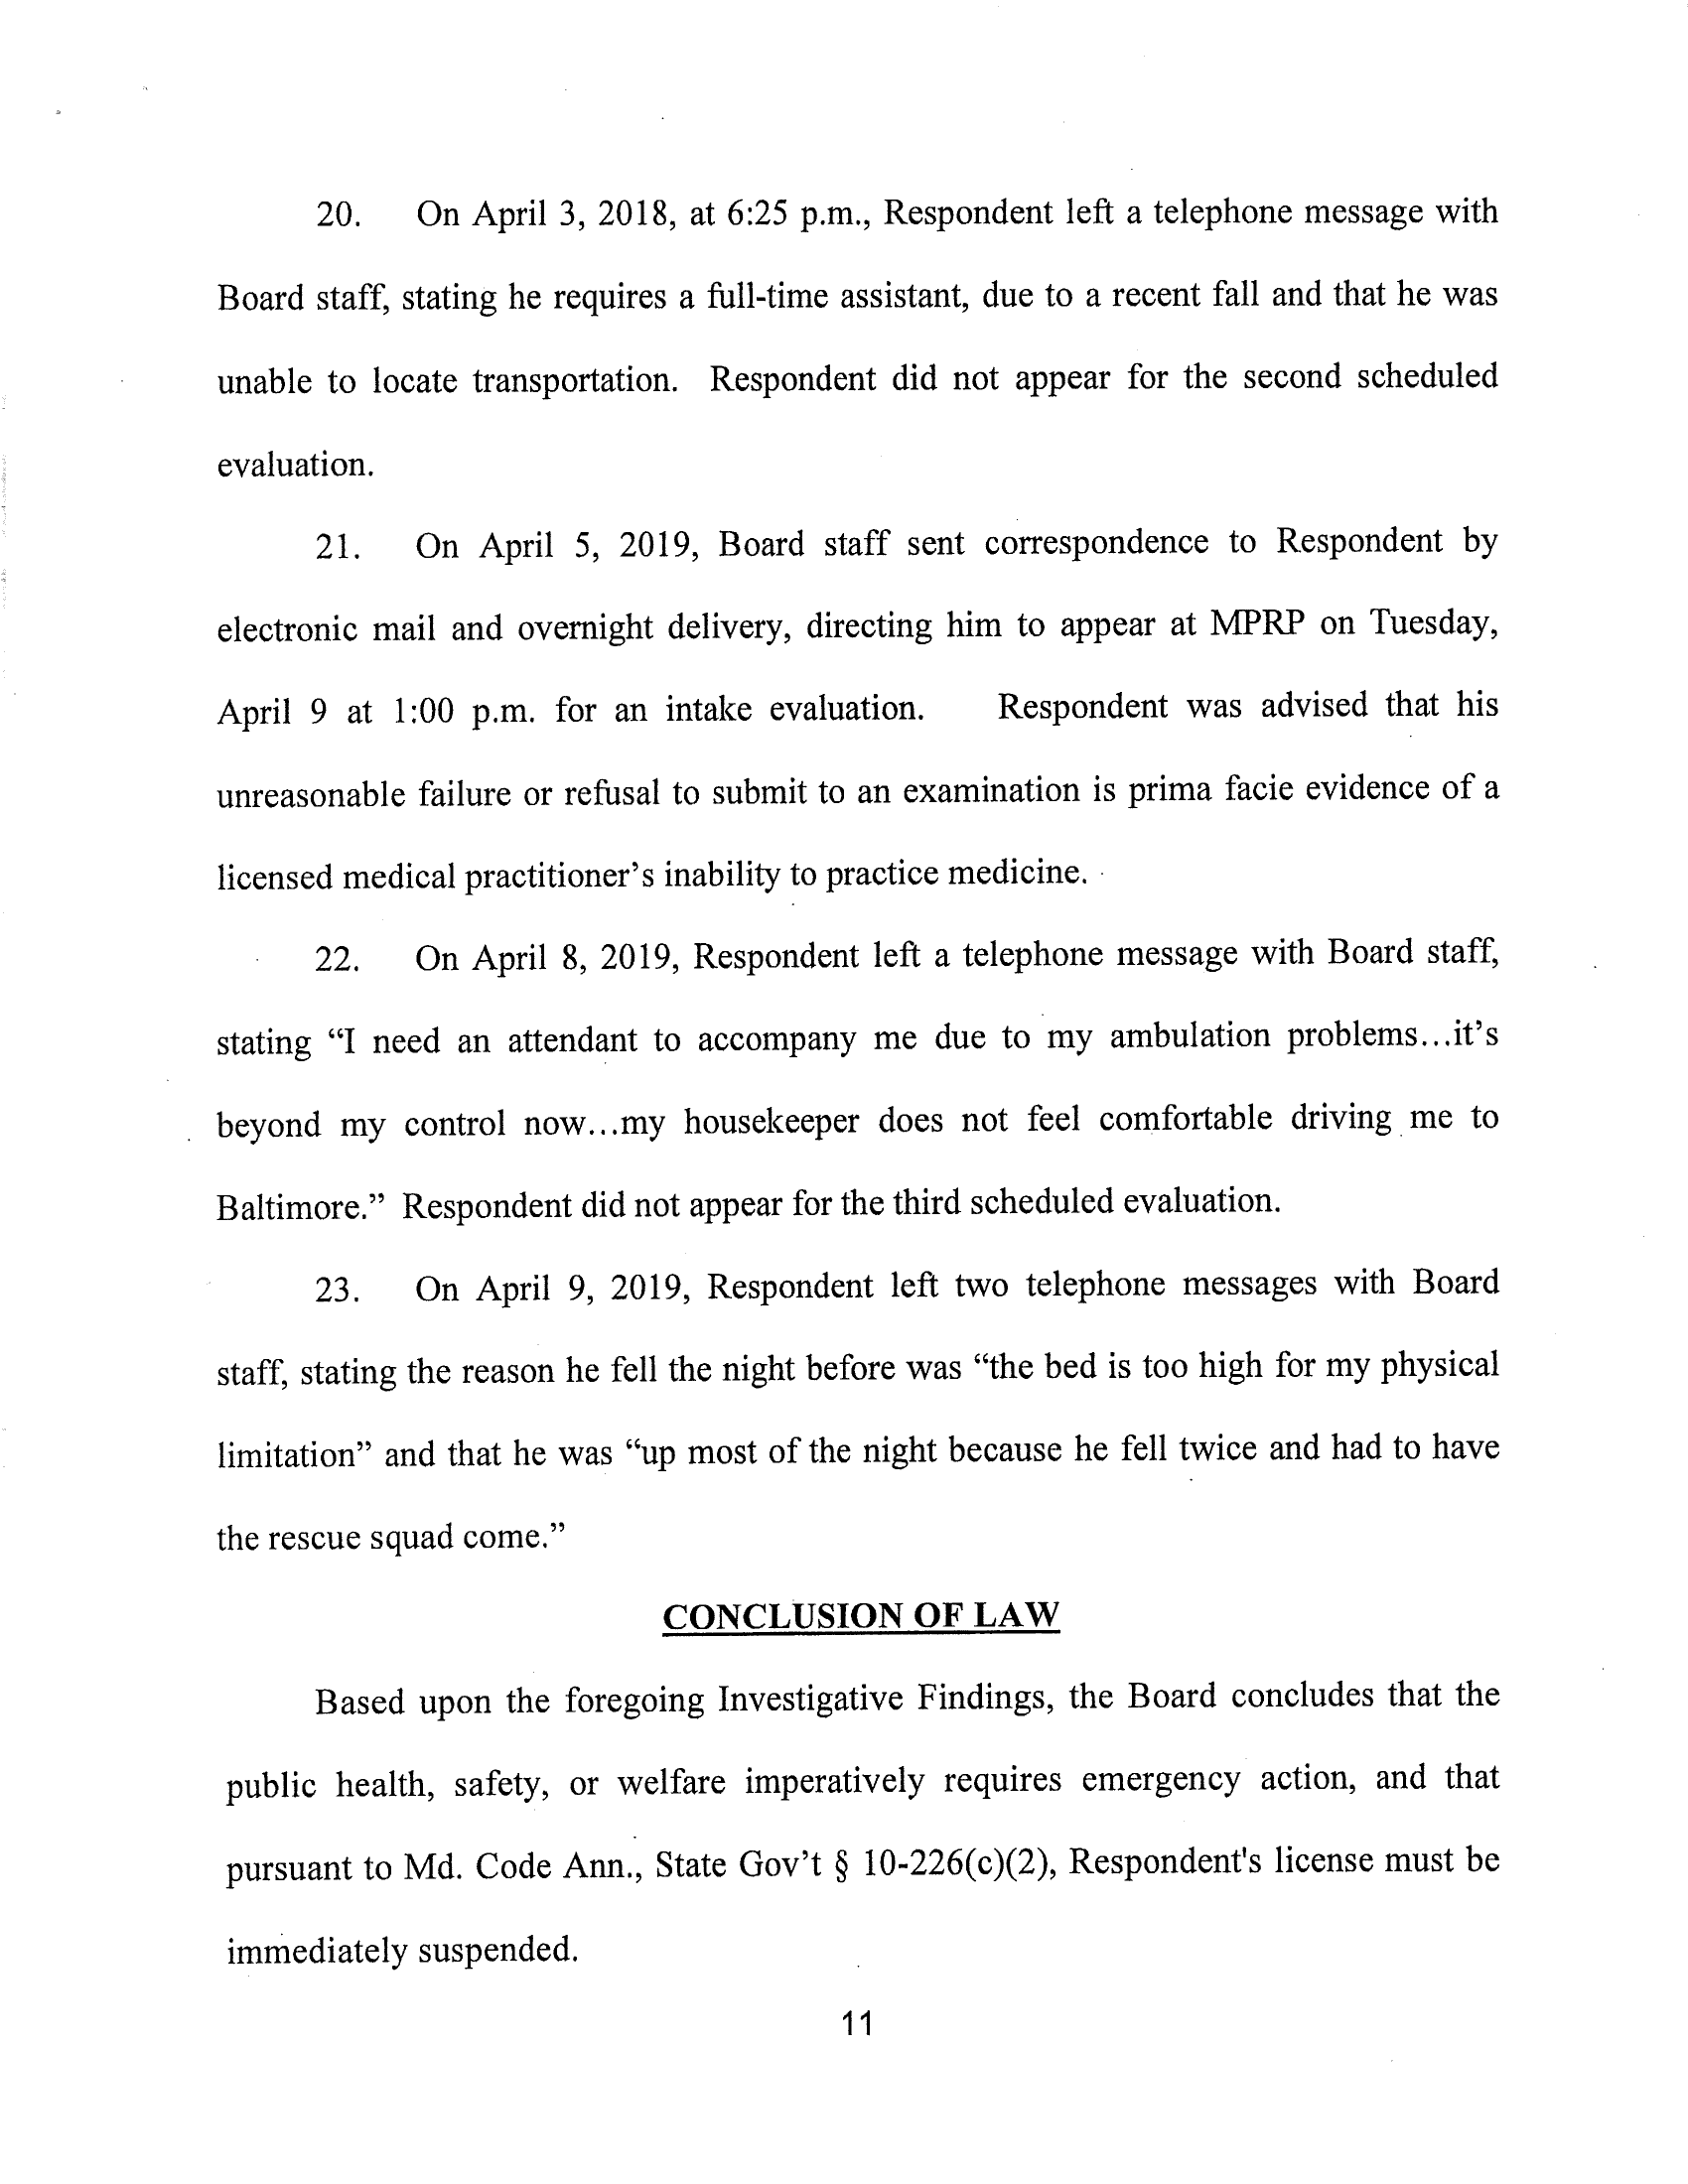 20. On April 3, 2018, at 6:25 p.m., Respondent left a telephone message with
Board staff, stating he requires a full-time assistant, due to a recent fall and that he was
unable to locate transportation. Respondent did not appear for the second scheduled
evaluation.
21. On April 5, 2019, Board staff sent correspondence to Respondent by
electronic mail and overnight delivery, directing him to appear at MPRP on Tuesday,
April 9 at 1:00 p.m. for an intake evaluation. Respondent was advised that his
unreasonable failure or refusal to submit to an examination is prima facie evidence of a
licensed medical practitioner’s inability to practice medicine.
22. On April 8, 2019, Respondent left a telephone message with Board staff,
stating “I need an attendant to accompany me due to my ambulation problems...it’s
beyond my control now...my housekeeper does not feel comfortable driving me to
Baltimore.” Respondent did not appear for the third scheduled evaluation.
23. On April 9, 2019, Respondent left two telephone messages with Board
staff, stating the reason he fell the night before was “the bed is too high for my physical
limitation” and that he was “up most of the night because he fell twice and had to have
the rescue squad come.”
CONCLUSION OF LAW
Based upon the foregoing Investigative Findings, the Board concludes that the
public health, safety, or welfare imperatively requires emergency action, and that
pursuant to Md. Code Ann., State Gov’t § 10-226(c)(2), Respondent's license must be
immediately suspended.
11